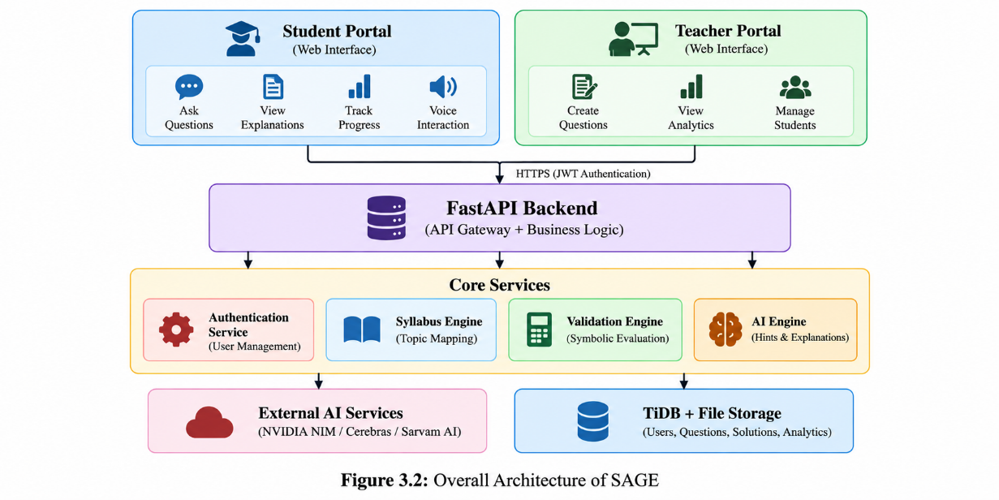 Student Portal
(Web Interface)
Ask
Questions
View
Explanations
Track
Progress
Voice
Interaction
Teacher Portal
(Web Interface)
Create
Questions
View
Analytics
Manage
Students
HTTPS (JWT Authentication)
FastAPI Backend
(API Gateway + Business Logic)
Core Services
Authentication
Service
(User Management)
Syllabus Engine
(Topic Mapping)
Validation Engine
(Symbolic Evaluation)
AI Engine
(Hints & Explanations)
External AI Services
(NVIDIA NIM / Cerebras / Sarvam AI)
TiDB + File Storage
(Users, Questions, Solutions, Analytics)
Figure 3.2: Overall Architecture of SAGE